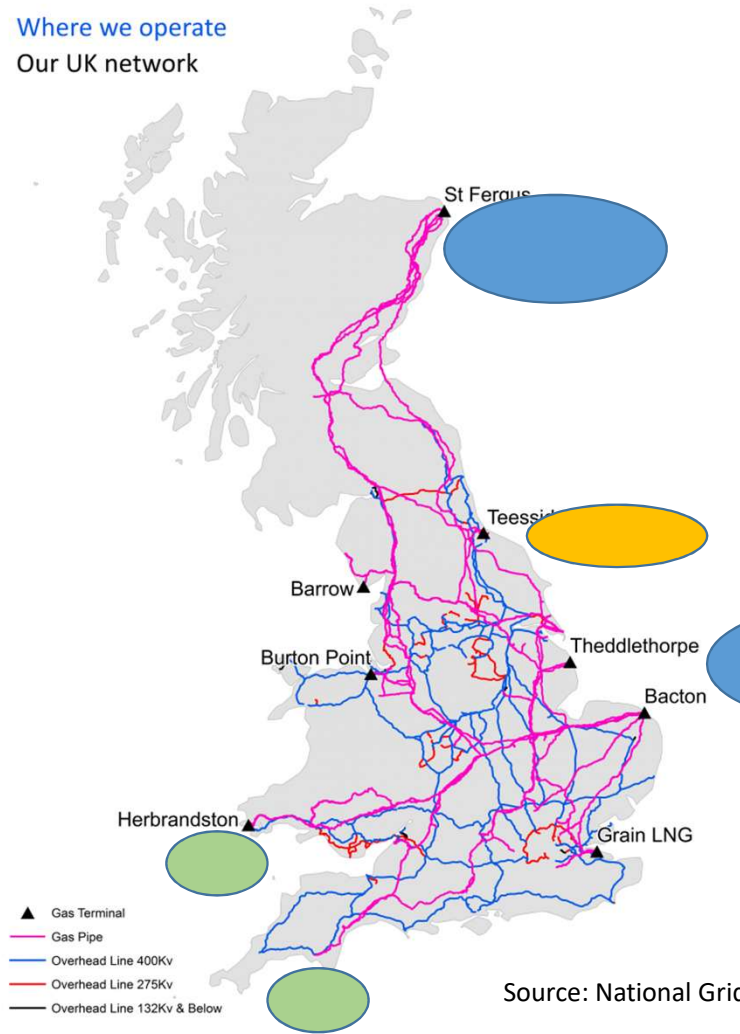 Where we operate
Our UK network
St Fergus
Barrow
Burton Point
Theddlethorpe
Bacton
Herbrandston
Grain LNG
Gas Terminal
Gas Pipe
Overhead Line 400Kv
Overhead Line 275Kv
Overhead Line 132Kv & Below
Source: National Grid